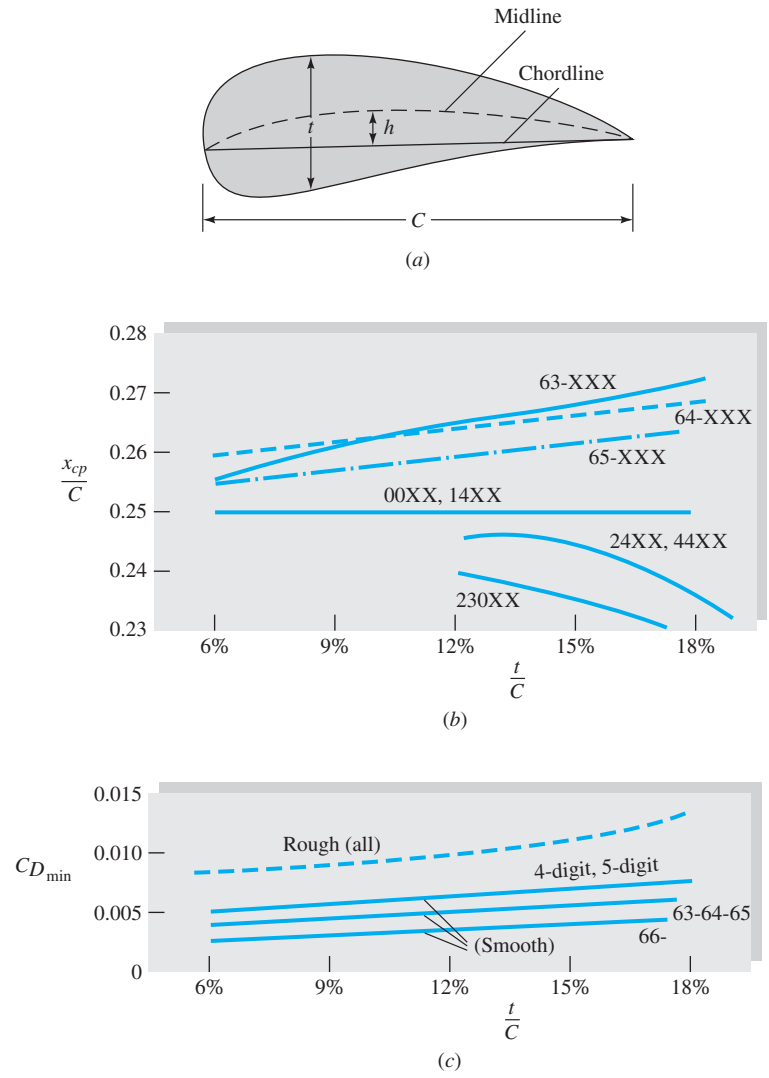 Midline
Chordline
t
h
C
(a)
0.28
0.27
0.26
0.25
0.24
0.23
x_cp
C
63-XXX
64-XXX
65-XXX
00XX, 14XX
24XX, 44XX
230XX
6%
9%
12%
15%
18%
t
C
(b)
0.015
0.010
0.005
0
C_Dmin
Rough (all)
4-digit, 5-digit
63-64-65
66-
(Smooth)
6%
9%
12%
15%
18%
t
C
(c)